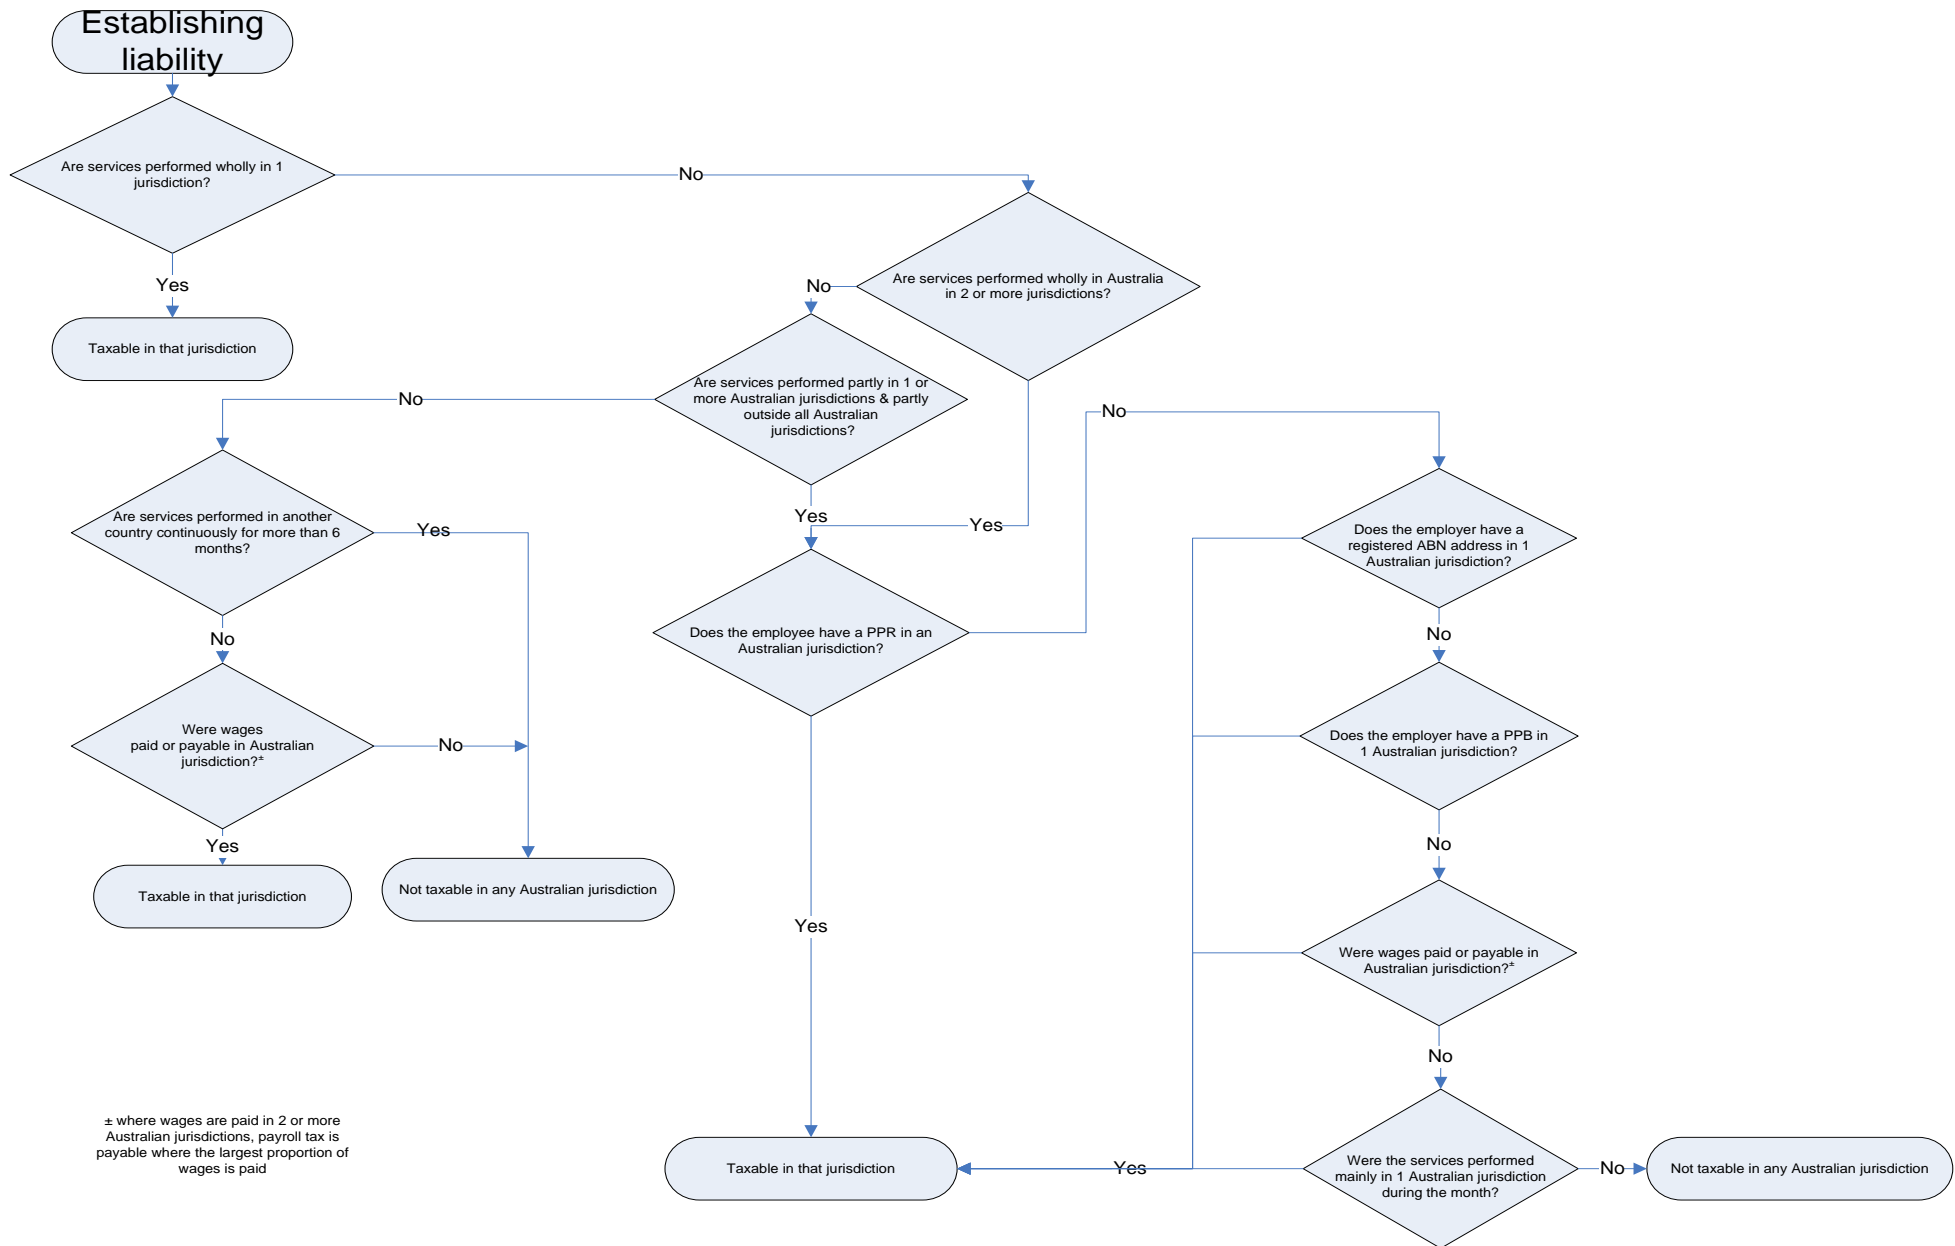 Establishing
liability
Are services performed wholly in 1
jurisdiction?
No
Yes
Taxable in that jurisdiction
Are services performed wholly in Australia
in 2 or more jurisdictions?
No
Are services performed partly in 1 or
more Australian jurisdictions & partly
outside all Australian
jurisdictions?
No
Yes
Yes
No
Are services performed in another
country continuously for more than 6
months?
Yes
No
Were wages
paid or payable in Australian
jurisdiction?±
No
Yes
Taxable in that jurisdiction
Not taxable in any Australian jurisdiction
Does the employee have a PPR in an
Australian jurisdiction?
Yes
Does the employer have a
registered ABN address in 1
Australian jurisdiction?
No
Does the employer have a PPB in
1 Australian jurisdiction?
No
Were wages paid or payable in
Australian jurisdiction?±
No
Were the services performed
mainly in 1 Australian jurisdiction
during the month?
Yes
No
Taxable in that jurisdiction
Not taxable in any Australian jurisdiction
± where wages are paid in 2 or more
Australian jurisdictions, payroll tax is
payable where the largest proportion of
wages is paid